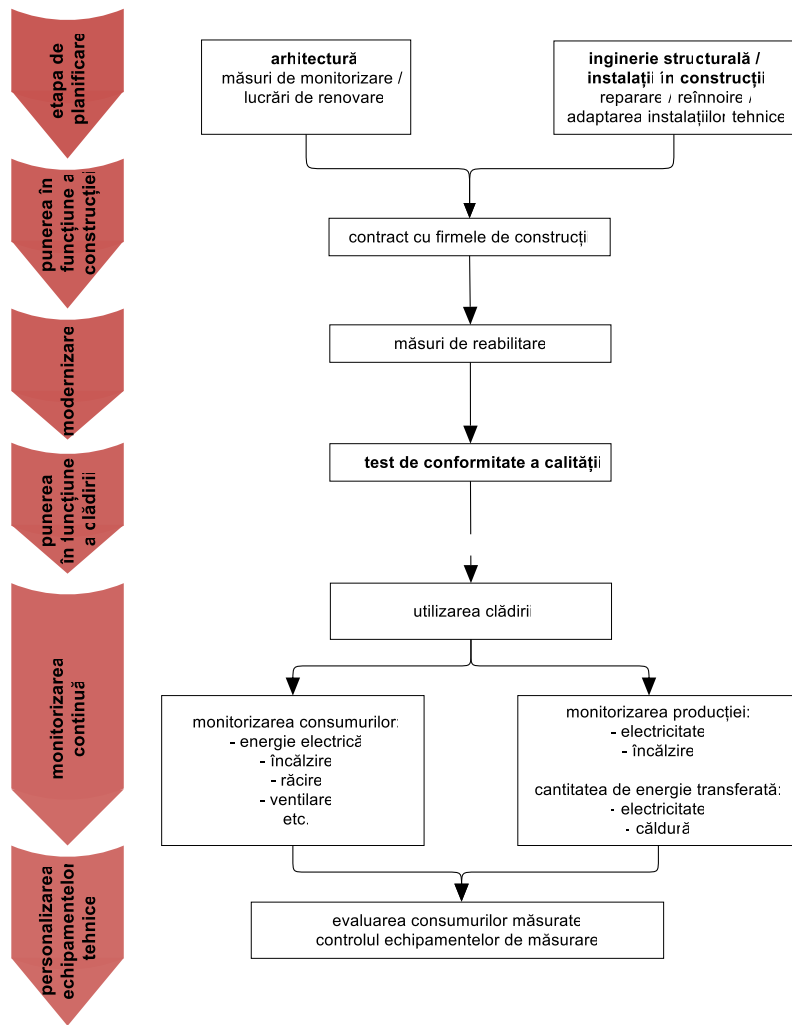 etapa de
planificare
arhitectură
măsuri de monitorizare /
lucrări de renovare
inginerie structurală /
instalații în construcții
reparare / reînnoire /
adaptarea instalațiilor tehnice
punerea în
funcțiune a
construcției
contract cu firmele de construcți
modernizare
măsuri de reabilitare
punerea
în funcțiune
a clădirii
test de conformitate a calității
monitorizarea
continuă
utilizarea clădirii
monitorizarea consumurilor:
- energie electrică
- încălzire
- răcire
- ventilare
etc.
monitorizarea producției:
- electricitate
- încălzire
cantitatea de energie transferată:
- electricitate
- căldură
personalizarea
echipamentelor
tehnice
evaluarea consumurilor măsurate
controlul echipamentelor de măsurare